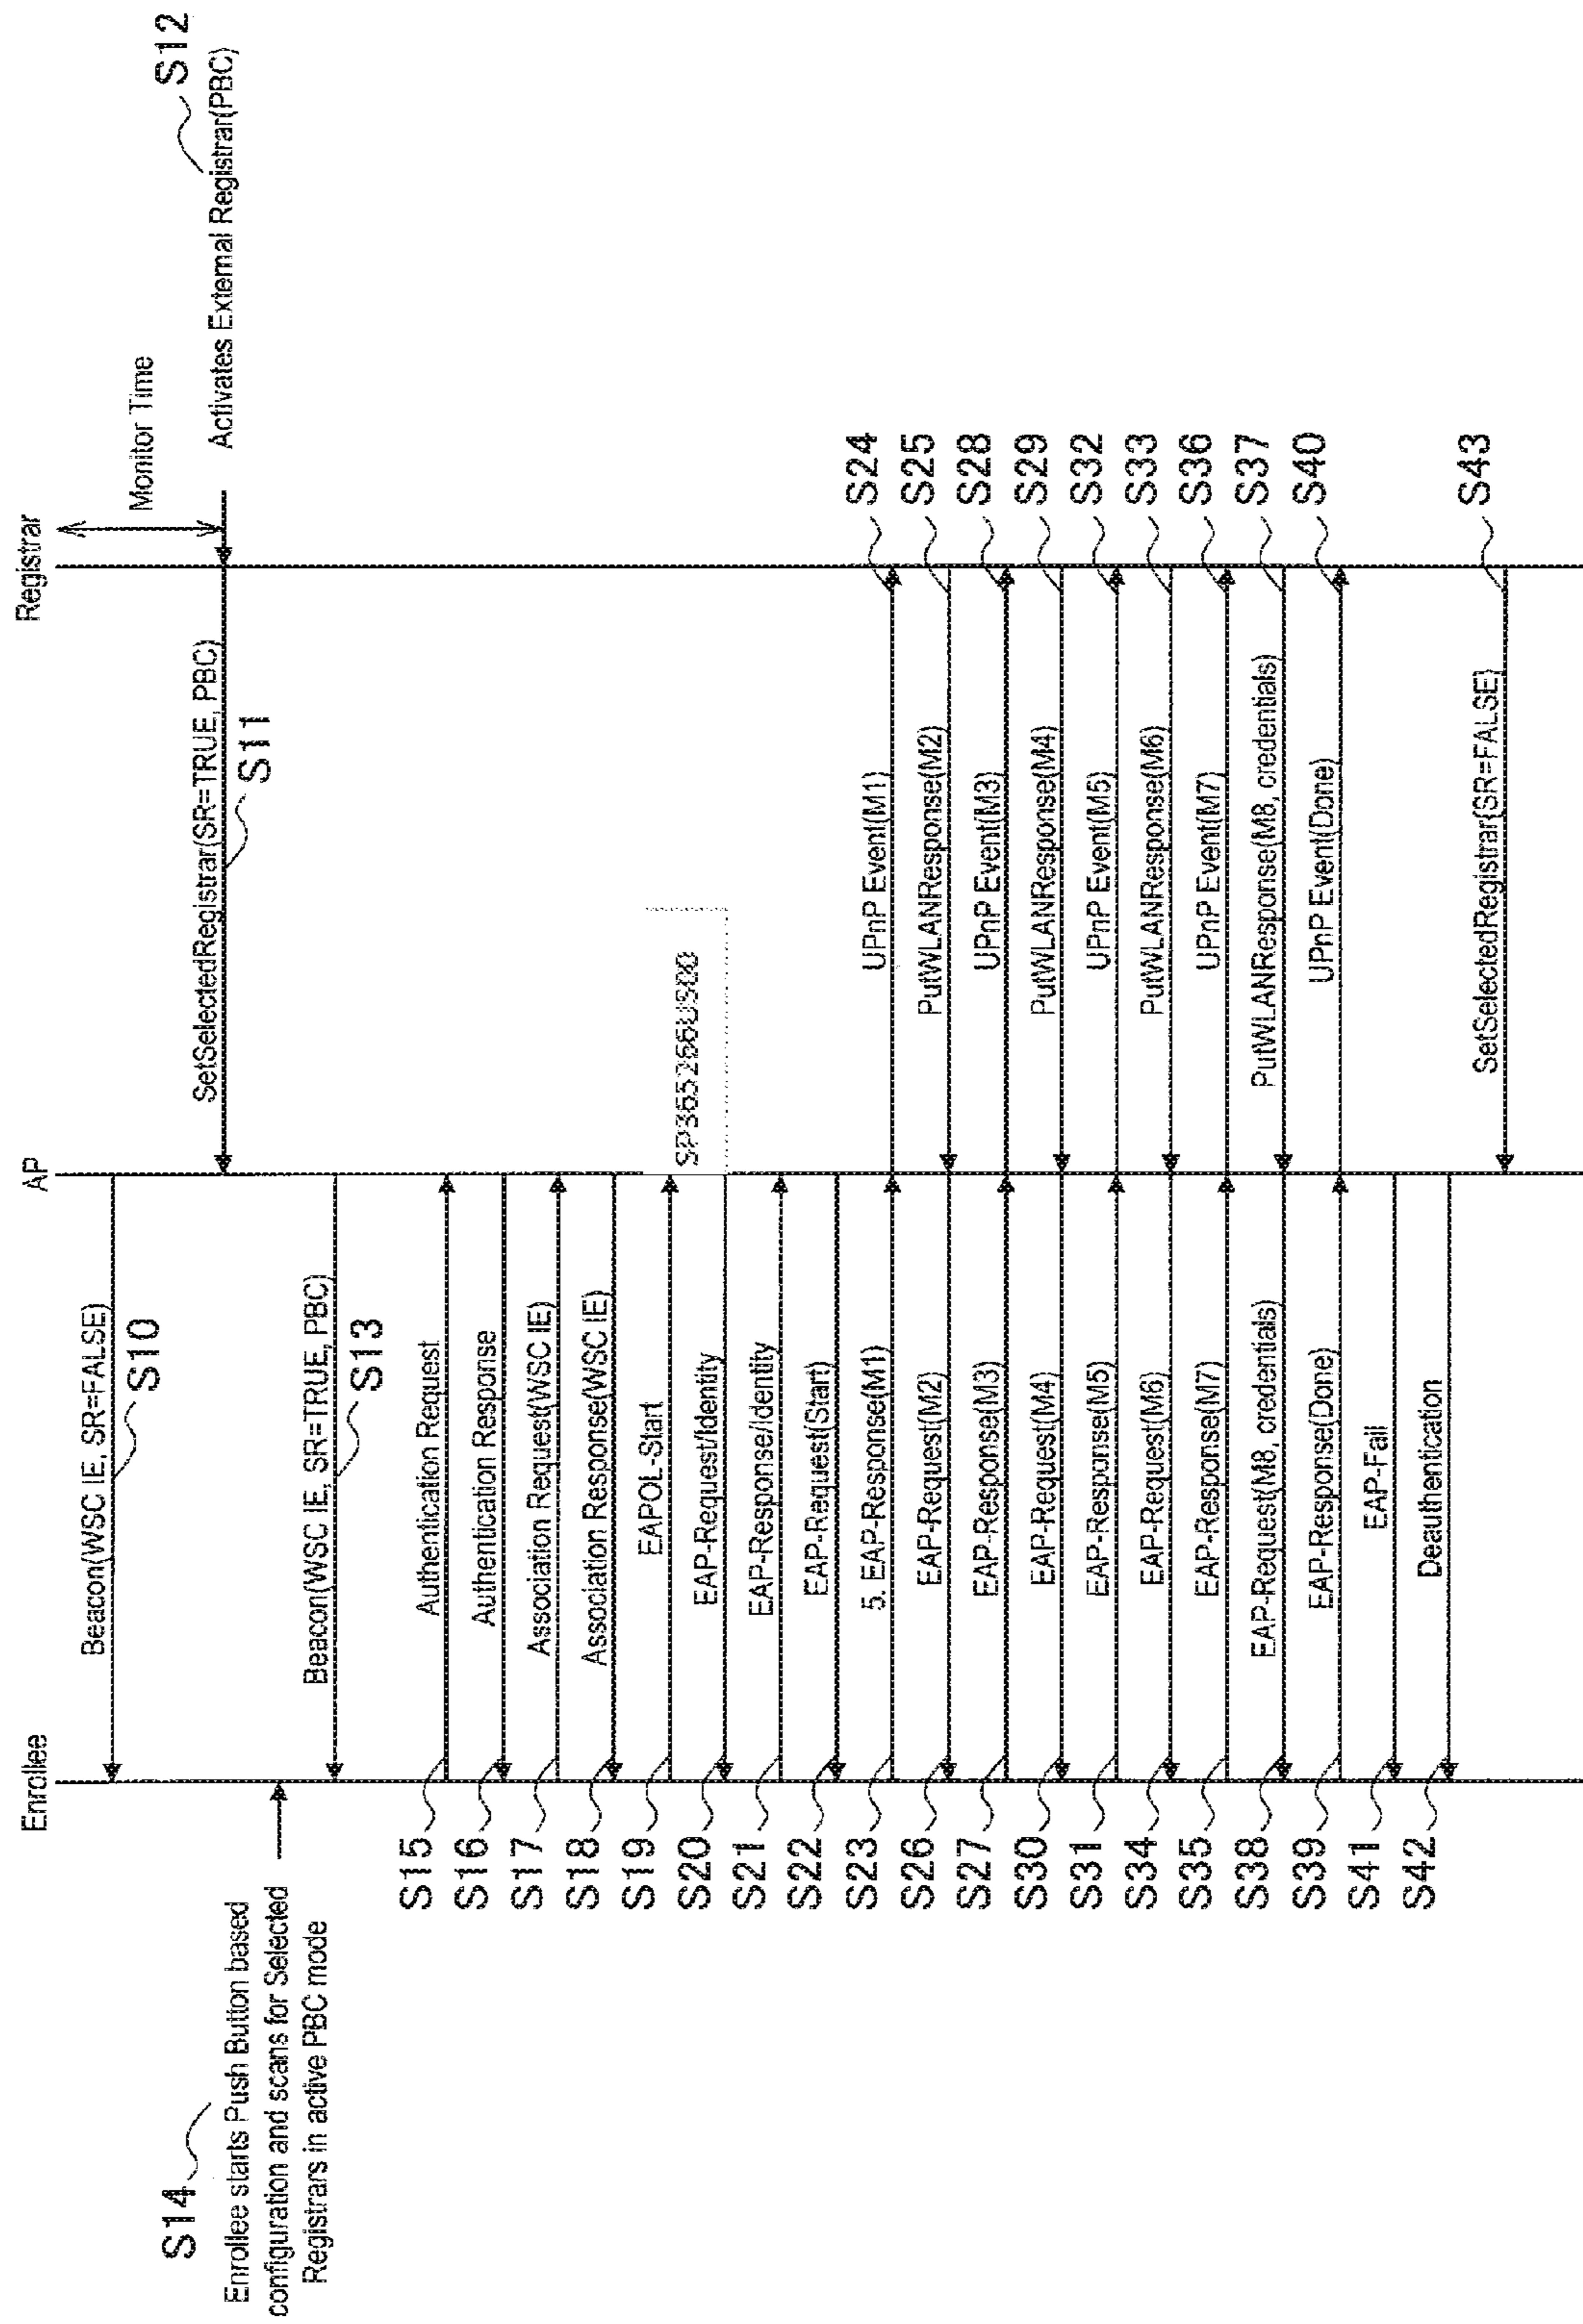 Enrollee
AP
Registrar
Monitor Time
S12
Activates External Registrar(PBC)
Beacon(WSC IE, SR=FALSE)
S10
SetSelectedRegistrar(SR=TRUE, PBC)
S11
S14
Enrollee starts Push Button based
configuration and scans for Selected
Registrars in active PBC mode
Beacon(WSC IE, SR=TRUE, PBC)
S13
S15
Authentication Request
S16
Authentication Response
S17
Association Request(WSC IE)
S18
Association Response(WSC IE)
S19
EAPOL-Start
SP365266US00
S20
EAP-Request/Identity
S21
EAP-Response/Identity
S22
EAP-Request(Start)
S23
5. EAP-Response(M1)
UPnP Event(M1)
S24
S26
EAP-Request(M2)
PutWLANResponse(M2)
S25
S27
EAP-Response(M3)
UPnP Event(M3)
S28
S30
EAP-Request(M4)
PutWLANResponse(M4)
S29
S31
EAP-Response(M5)
UPnP Event(M5)
S32
S34
EAP-Request(M6)
PutWLANResponse(M6)
S33
S35
EAP-Response(M7)
UPnP Event(M7)
S36
S38
EAP-Request(M8, credentials)
PutWLANResponse(M8, credentials)
S37
S39
EAP-Response(Done)
UPnP Event(Done)
S40
S41
EAP-Fail
S42
Deauthentication
SetSelectedRegistrar(SR=FALSE)
S43